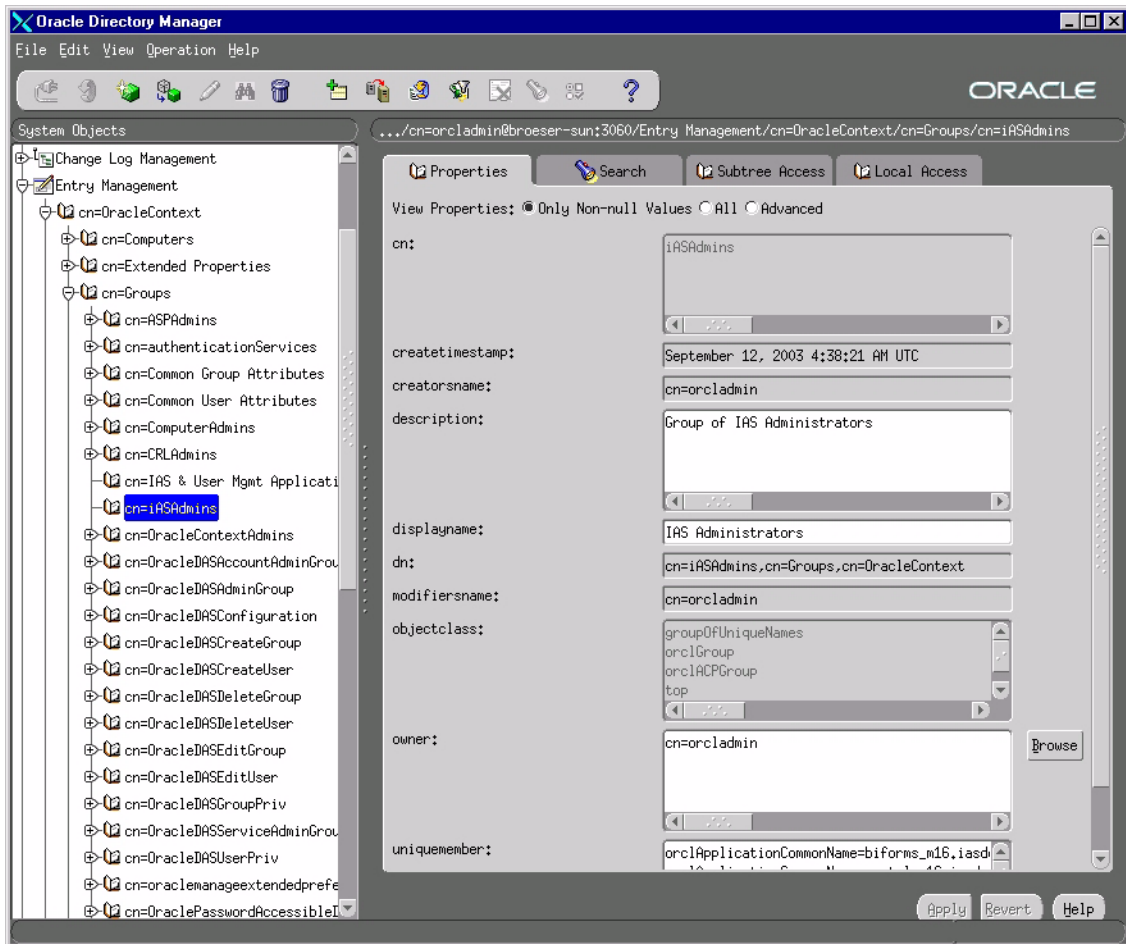 Oracle Directory Manager
File Edit View Operation Help
ORACLE
System Objects
.../cn=orcladmin@broeser-sun:3060/Entry Management/cn=OracleContext/cn=Groups/cn=iASAdmins
Change Log Management
Entry Management
cn=OracleContext
cn=Computers
cn=Extended Properties
cn=Groups
cn=ASPAdmins
cn=authenticationServices
cn=Common Group Attributes
cn=Common User Attributes
cn=ComputerAdmins
cn=CRLAdmins
cn=IAS & User Mgmt Applicati
cn=iASAdmins
cn=OracleContextAdmins
cn=OracleDASAccountAdminGrou
cn=OracleDASAdminGroup
cn=OracleDASConfiguration
cn=OracleDASCreateGroup
cn=OracleDASCreateUser
cn=OracleDASDeleteGroup
cn=OracleDASDeleteUser
cn=OracleDASEditGroup
cn=OracleDASEditUser
cn=OracleDASGroupPriv
cn=OracleDASServiceAdminGrou
cn=OracleDASUserPriv
cn=oraclemanageextendedprefe
cn=OraclePasswordAccessibleD
Properties Search Subtree Access Local Access
View Properties: Only Non-null Values All Advanced
cn: iASAdmins
createtimestamp: September 12, 2003 4:38:21 AM UTC
creatorsname: cn=orcladmin
description: Group of IAS Administrators
displayname: IAS Administrators
dn: cn=iASAdmins,cn=Groups,cn=OracleContext
modifiersname: cn=orcladmin
objectclass: groupOfUniqueNames
orclGroup
orclACPGroup
top
owner: cn=orcladmin Browse
uniquemember: orclApplicationCommonName=biforms_m16.iasd
Apply Revert Help